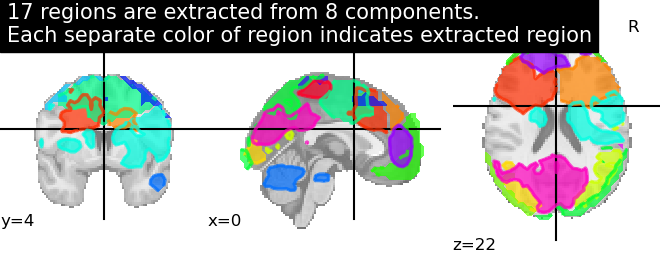 17 regions are extracted from 8 components.
Each separate color of region indicates extracted region
R
y=4
x=0
z=22